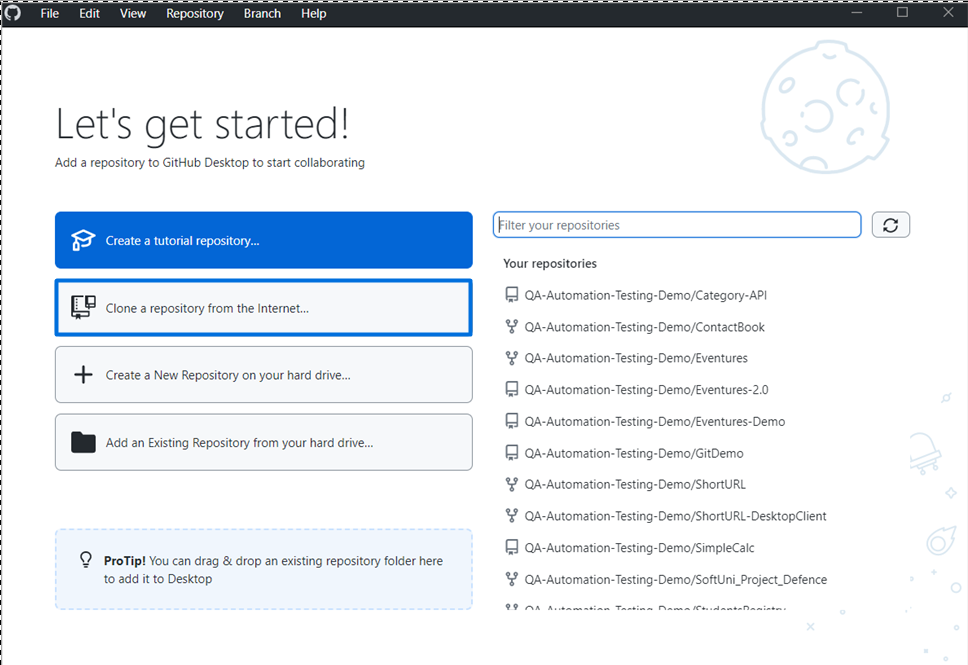 File Edit View Repository Branch Help
Let's get started!
Add a repository to GitHub Desktop to start collaborating
Create a tutorial repository...
Clone a repository from the Internet...
Create a New Repository on your hard drive...
Add an Existing Repository from your hard drive...
ProTip! You can drag & drop an existing repository folder here
to add it to Desktop
Filter your repositories
Your repositories
QA-Automation-Testing-Demo/Category-API
QA-Automation-Testing-Demo/ContactBook
QA-Automation-Testing-Demo/Eventures
QA-Automation-Testing-Demo/Eventures-2.0
QA-Automation-Testing-Demo/Eventures-Demo
QA-Automation-Testing-Demo/GitDemo
QA-Automation-Testing-Demo/ShortURL
QA-Automation-Testing-Demo/ShortURL-DesktopClient
QA-Automation-Testing-Demo/SimpleCalc
QA-Automation-Testing-Demo/SoftUni_Project_Defence
QA-Automation-Testing-Demo/StudentsRegistry